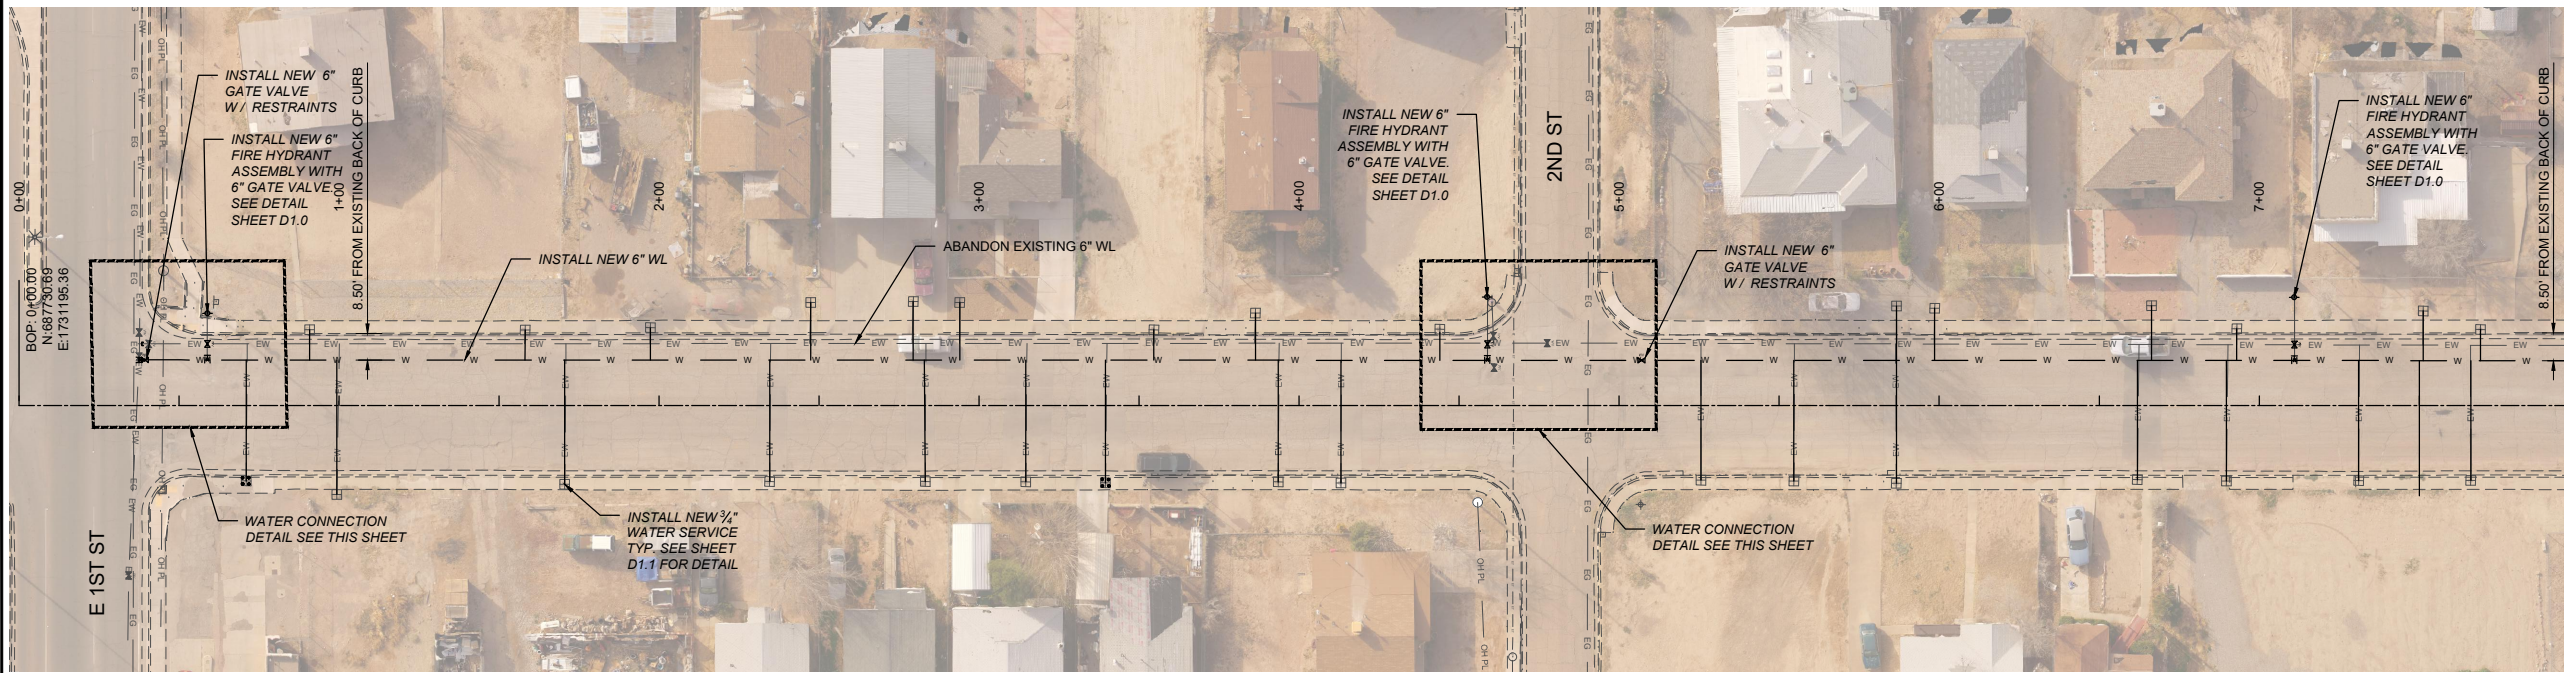 INSTALL NEW 6"
GATE VALVE
W / RESTRAINTS
INSTALL NEW 6"
FIRE HYDRANT
ASSEMBLY WITH
6" GATE VALVE.
SEE DETAIL
SHEET D1.0
8.50' FROM EXISTING BACK OF CURB
0+00
1+00
2+00
3+00
4+00
5+00
6+00
7+00
BOP: 0+00.00
N:687730.69
E:1731195.36
INSTALL NEW 6" WL
ABANDON EXISTING 6" WL
INSTALL NEW 6"
FIRE HYDRANT
ASSEMBLY WITH
6" GATE VALVE.
SEE DETAIL
SHEET D1.0
2ND ST
INSTALL NEW 6"
GATE VALVE
W / RESTRAINTS
INSTALL NEW 6"
FIRE HYDRANT
ASSEMBLY WITH
6" GATE VALVE.
SEE DETAIL
SHEET D1.0
8.50' FROM EXISTING BACK OF CURB
E 1ST ST
WATER CONNECTION
DETAIL SEE THIS SHEET
INSTALL NEW ¾"
WATER SERVICE
TYP. SEE SHEET
D1.1 FOR DETAIL
WATER CONNECTION
DETAIL SEE THIS SHEET
EW
W
EG
OH PL